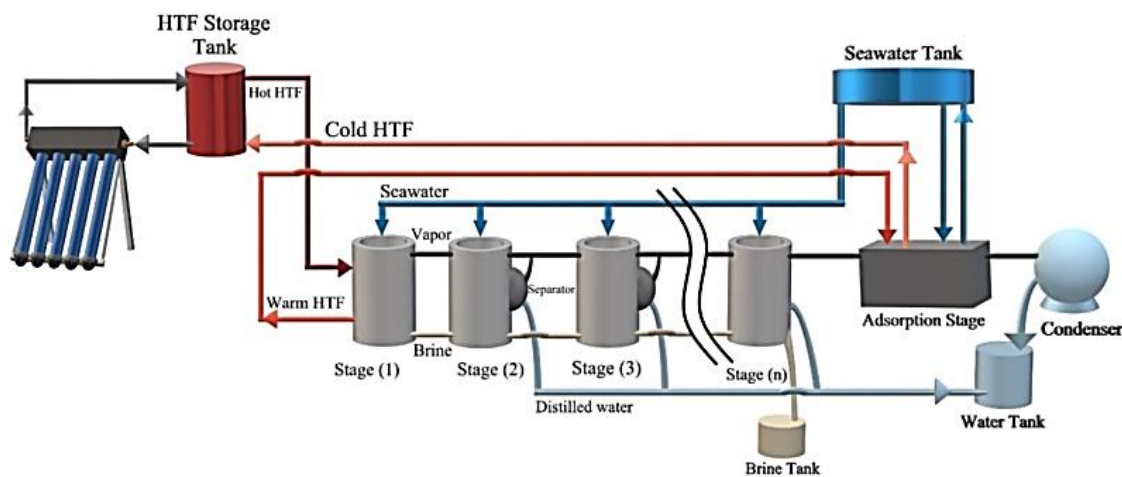 HTF Storage
Tank
Seawater Tank
Hot HTF
Cold HTF
Seawater
Vapor
Separator
Warm HTF
Adsorption Stage
Condenser
Brine
Stage (1)
Stage (2)
Stage (3)
Stage (n)
Distilled water
Water Tank
Brine Tank